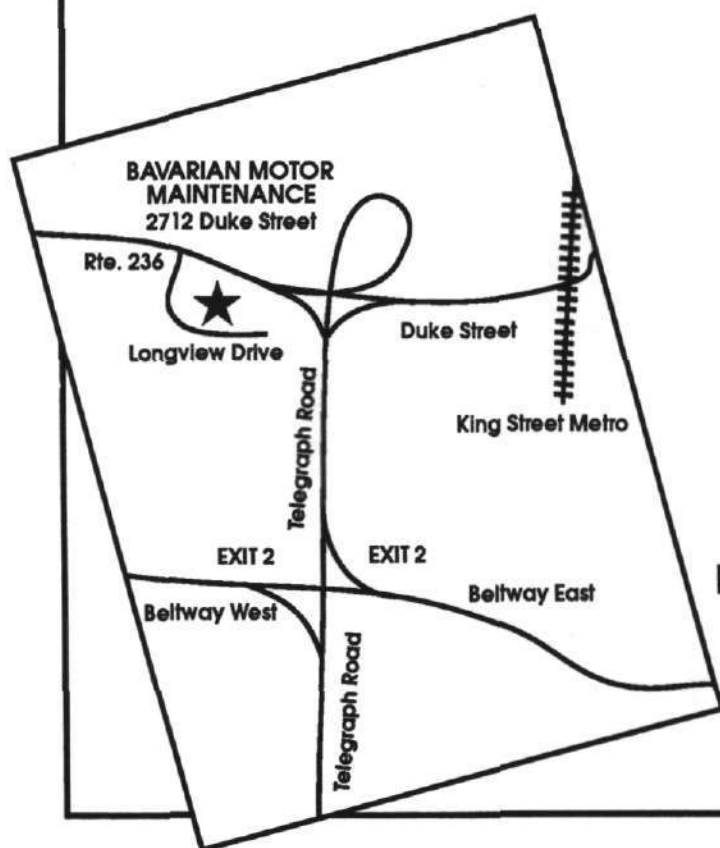 BAVARIAN MOTOR
MAINTENANCE
2712 Duke Street
Rte. 236
Longview Drive
Duke Street
King Street Metro
Telegraph Road
EXIT 2
EXIT 2
Beltway West
Beltway East
Telegraph Road